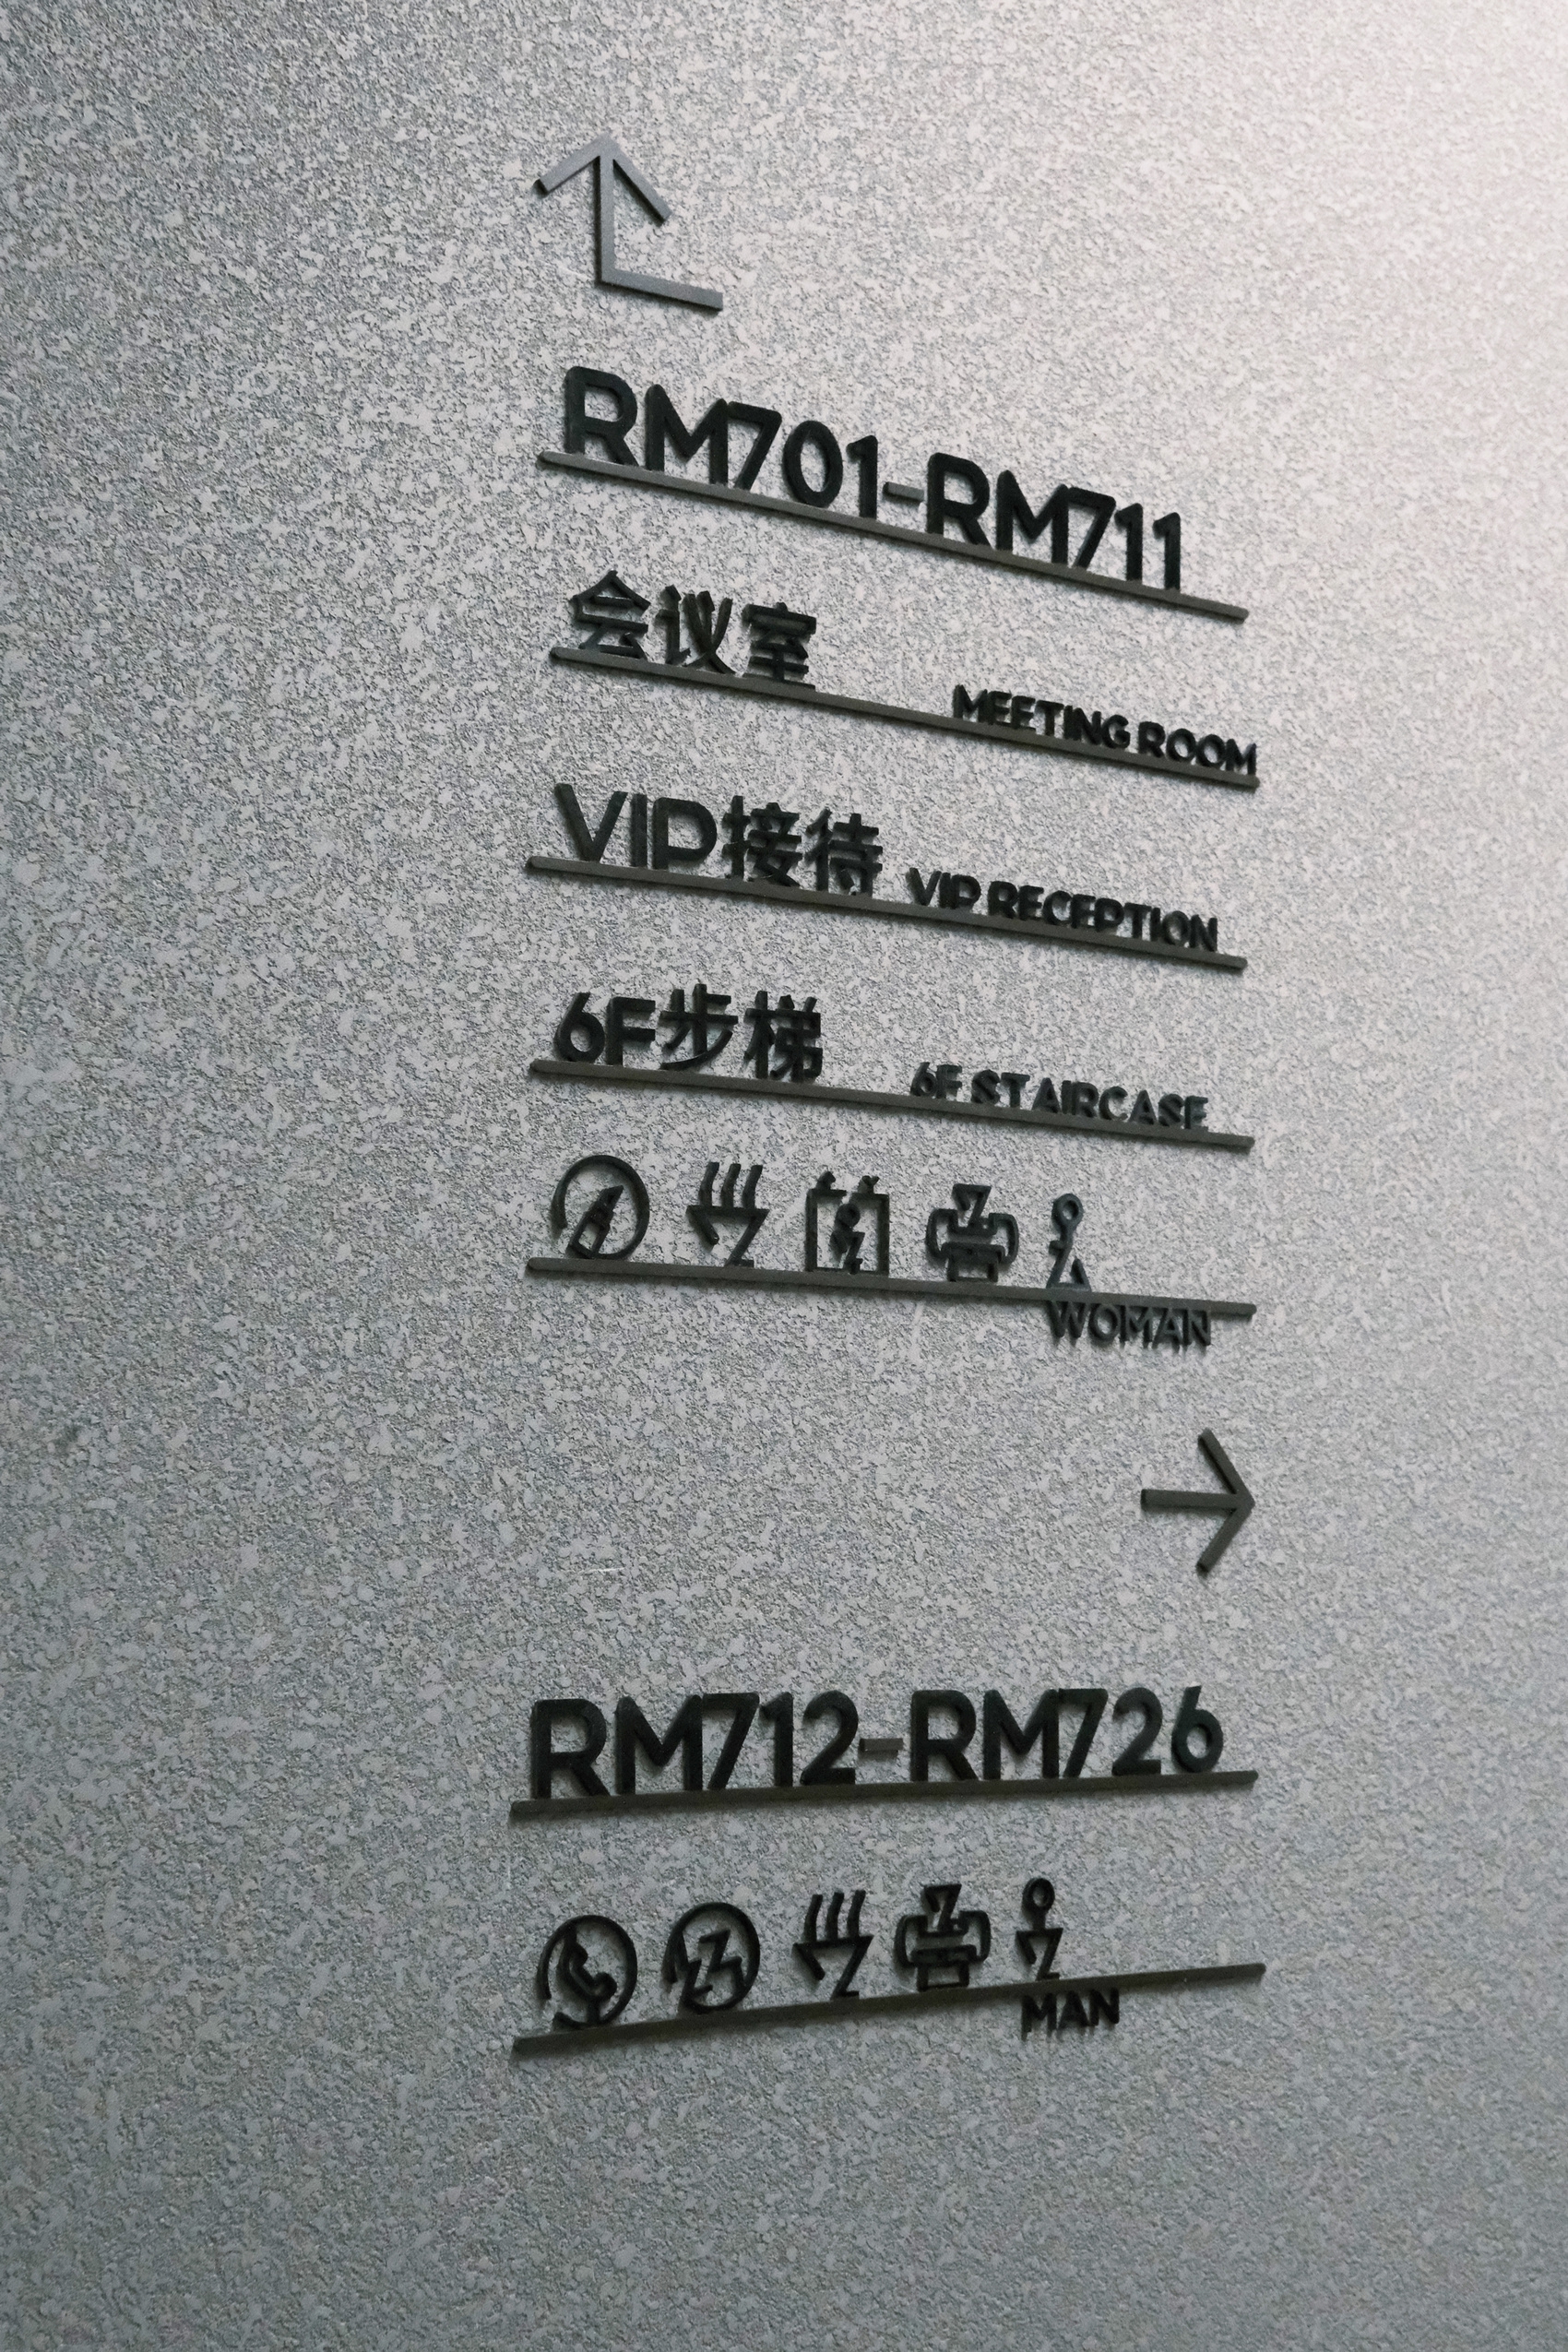 RM701-RM711
会议室 MEETING ROOM
VIP接待 VIP RECEPTION
6F步梯 6F STAIRCASE
WOMAN
RM712-RM726
MAN